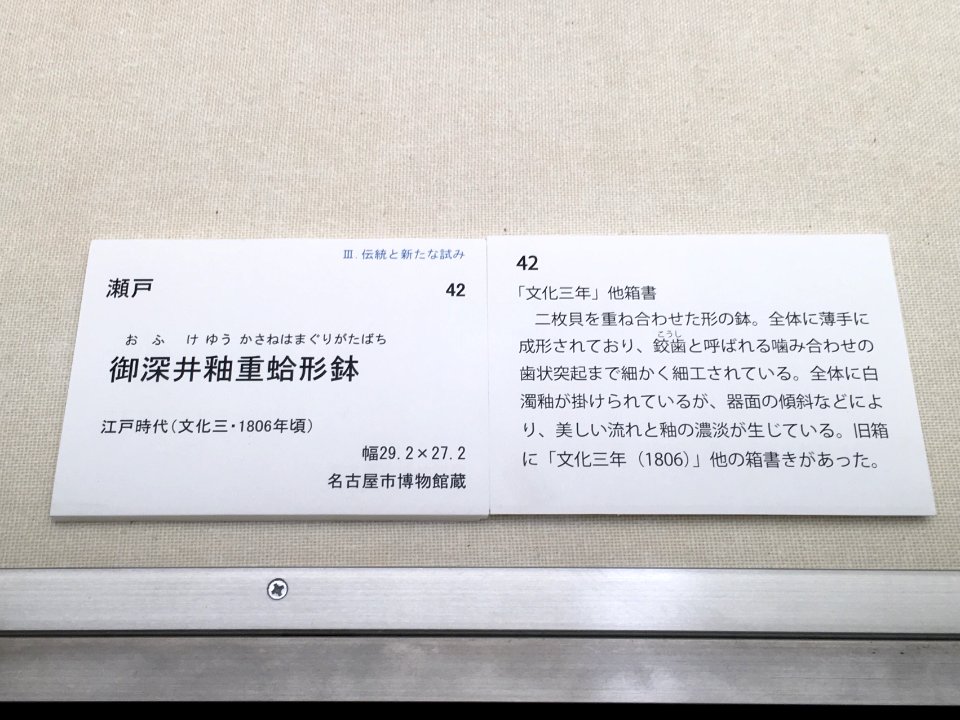 Ⅲ. 伝統と新たな試み
瀬戸
42
おふけゆうかさねはまぐりがたばち
御深井釉重蛤形鉢
江戸時代(文化三・1806年頃)
幅29.2×27.2
名古屋市博物館蔵
42
「文化三年」他箱書
二枚貝を重ね合わせた形の鉢。全体に薄手に
こうし
成形されており、鉸歯と呼ばれる噛み合わせの
歯状突起まで細かく細工されている。全体に白
濁釉が掛けられているが、器面の傾斜などによ
り、美しい流れと釉の濃淡が生じている。旧箱
に「文化三年(1806)」他の箱書きがあった。